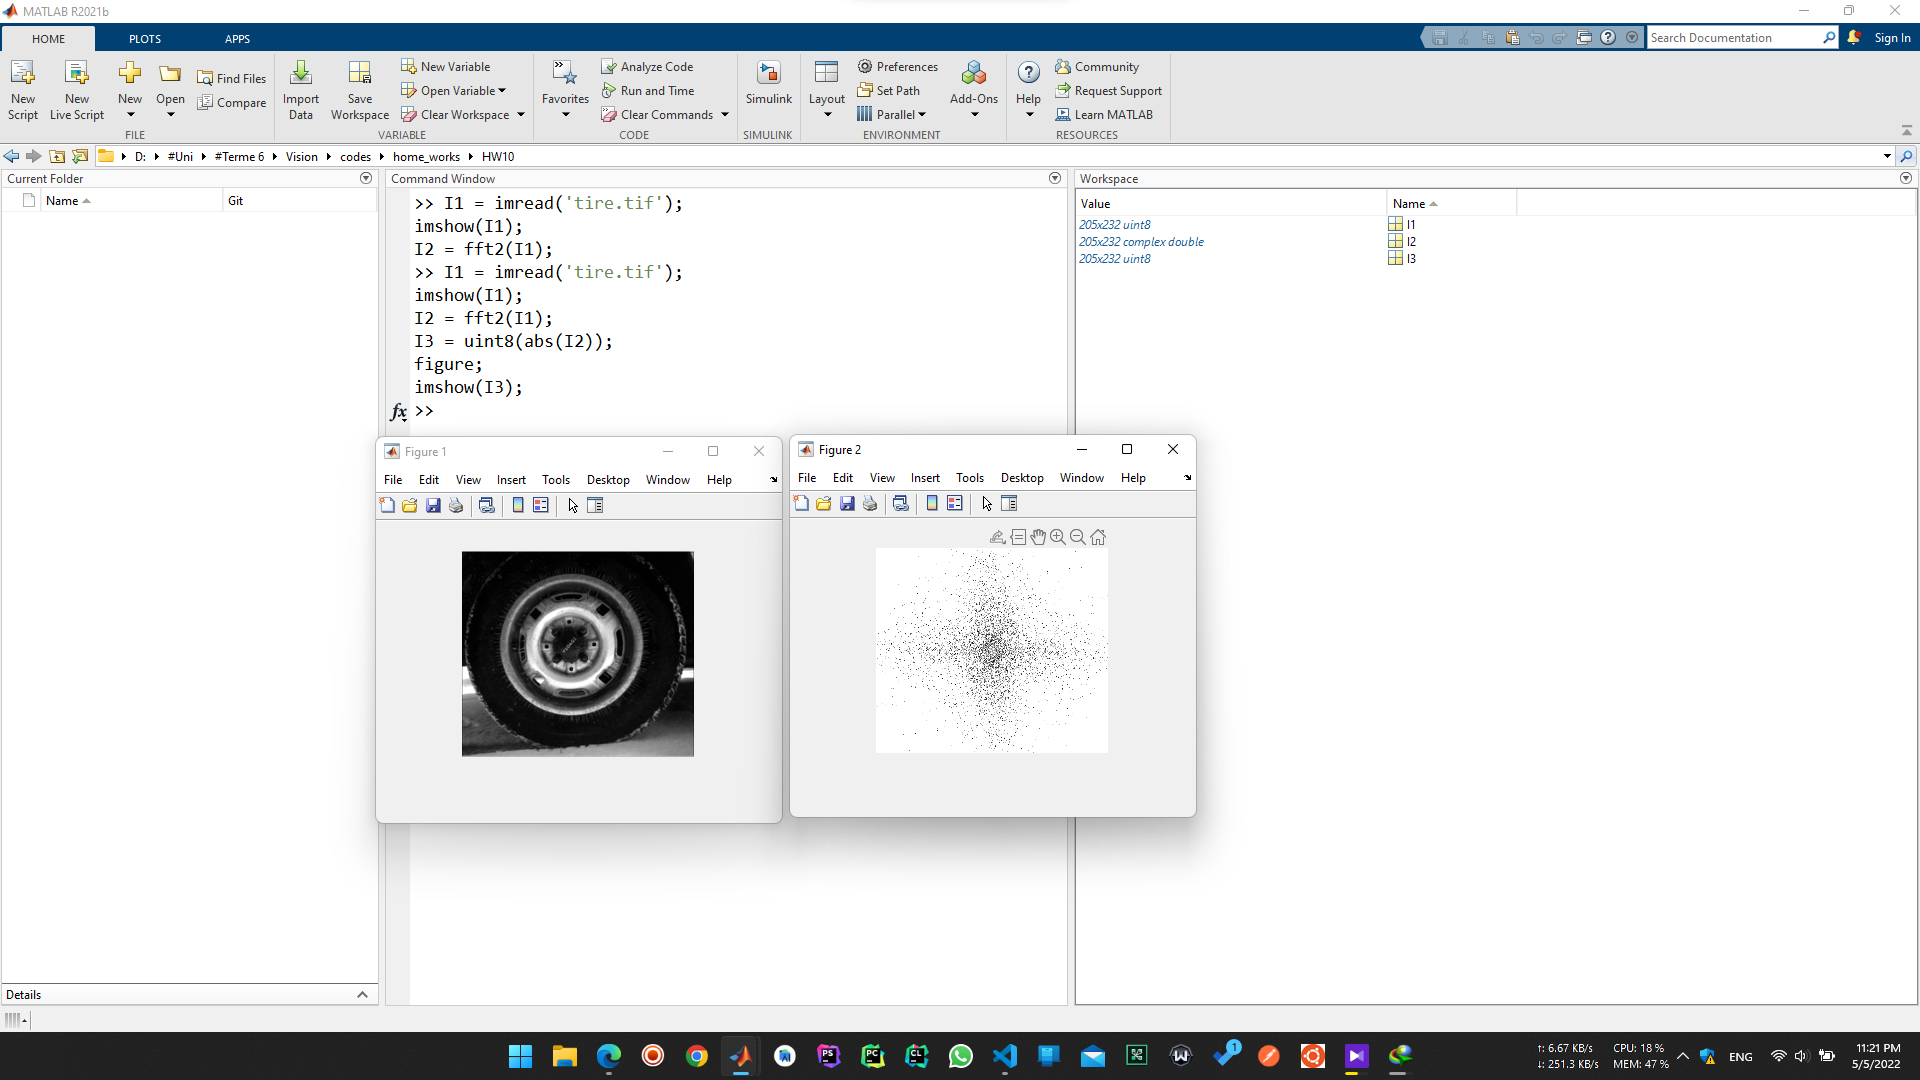 MATLAB R2021b
HOME PLOTS APPS
Search Documentation Sign In
New Script
New Live Script
New
Open
Find Files
Compare
FILE
Import Data
Save Workspace
New Variable
Open Variable
Clear Workspace
VARIABLE
Favorites
Analyze Code
Run and Time
Clear Commands
CODE
Simulink
SIMULINK
Layout
Preferences
Set Path
Parallel
Add-Ons
ENVIRONMENT
Help
Community
Request Support
Learn MATLAB
RESOURCES
D: #Uni #Terme 6 Vision codes home_works HW10
Current Folder
Name Git
Details
Command Window
>> I1 = imread('tire.tif');
imshow(I1);
I2 = fft2(I1);
>> I1 = imread('tire.tif');
imshow(I1);
I2 = fft2(I1);
I3 = uint8(abs(I2));
figure;
imshow(I3);
fx >>
Workspace
Value Name
205x232 uint8 I1
205x232 complex double I2
205x232 uint8 I3
Figure 1
File Edit View Insert Tools Desktop Window Help
Figure 2
File Edit View Insert Tools Desktop Window Help
PS PC CL 1
↑: 6.67 KB/s CPU: 18 %
↓: 251.3 KB/s MEM: 47 %
ENG
11:21 PM
5/5/2022